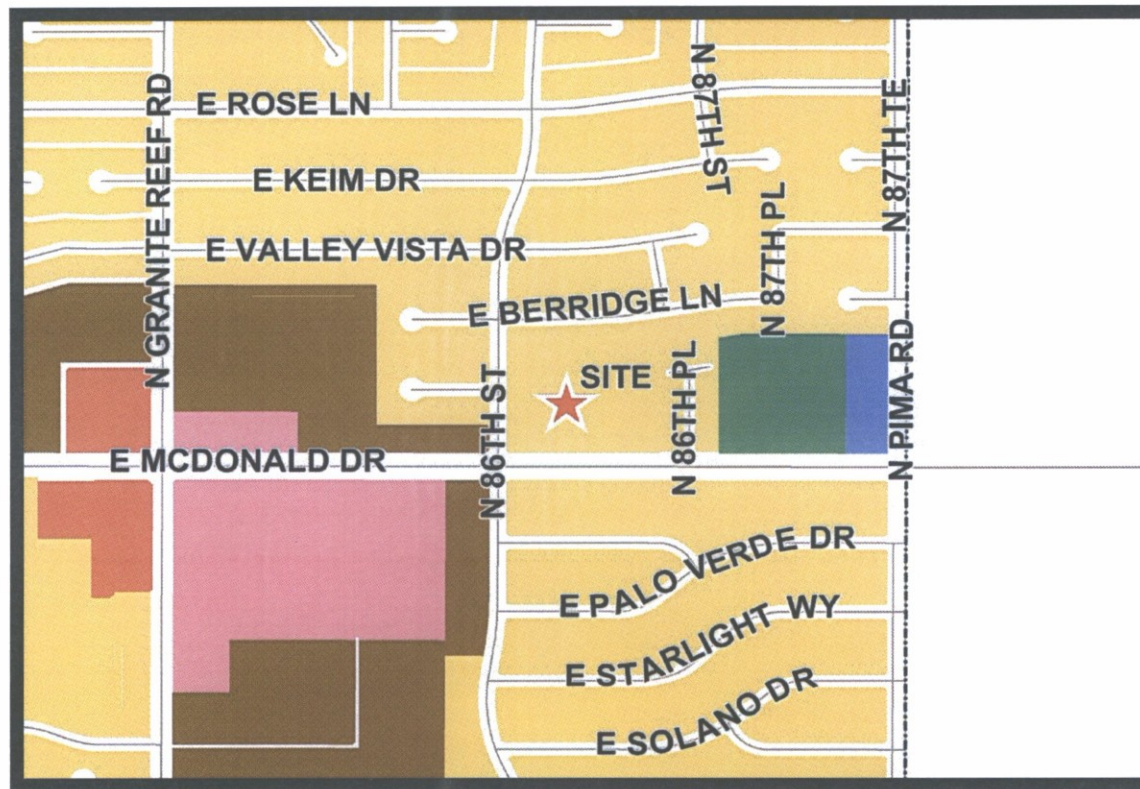 E ROSE LN
E KEIM DR
E VALLEY VISTA DR
E BERRIDGE LN
N GRANITE REEF RD
N 87TH ST
N 87TH TE
N 87TH PL
SITE
N 86TH PL
N 86TH ST
N PIMA RD
E MCDONALD DR
E PALO VERDE DR
E STARLIGHT WY
E SOLANO DR